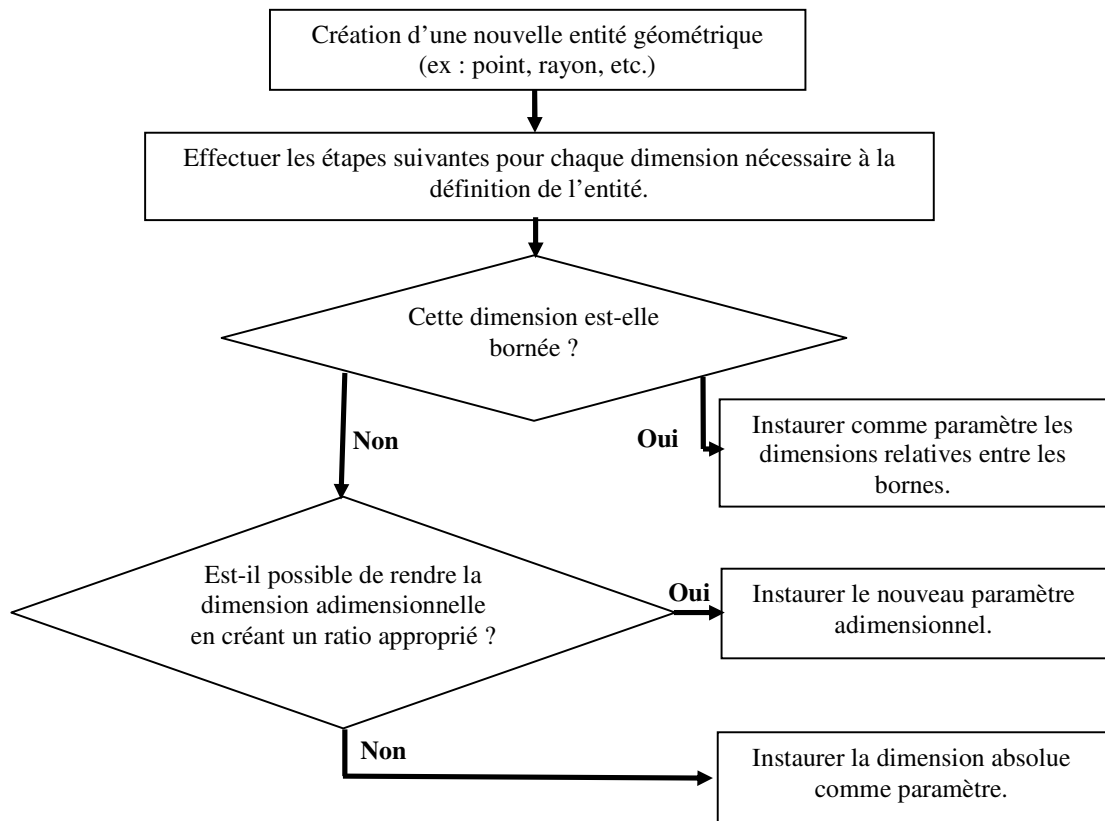 Création d’une nouvelle entité géométrique
(ex : point, rayon, etc.)
Effectuer les étapes suivantes pour chaque dimension nécessaire à la
définition de l’entité.
Cette dimension est-elle
bornée ?
Non
Oui
Instaurer comme paramètre les
dimensions relatives entre les
bornes.
Est-il possible de rendre la
dimension adimensionnelle
en créant un ratio approprié ?
Oui
Instaurer le nouveau paramètre
adimensionnel.
Non
Instaurer la dimension absolue
comme paramètre.